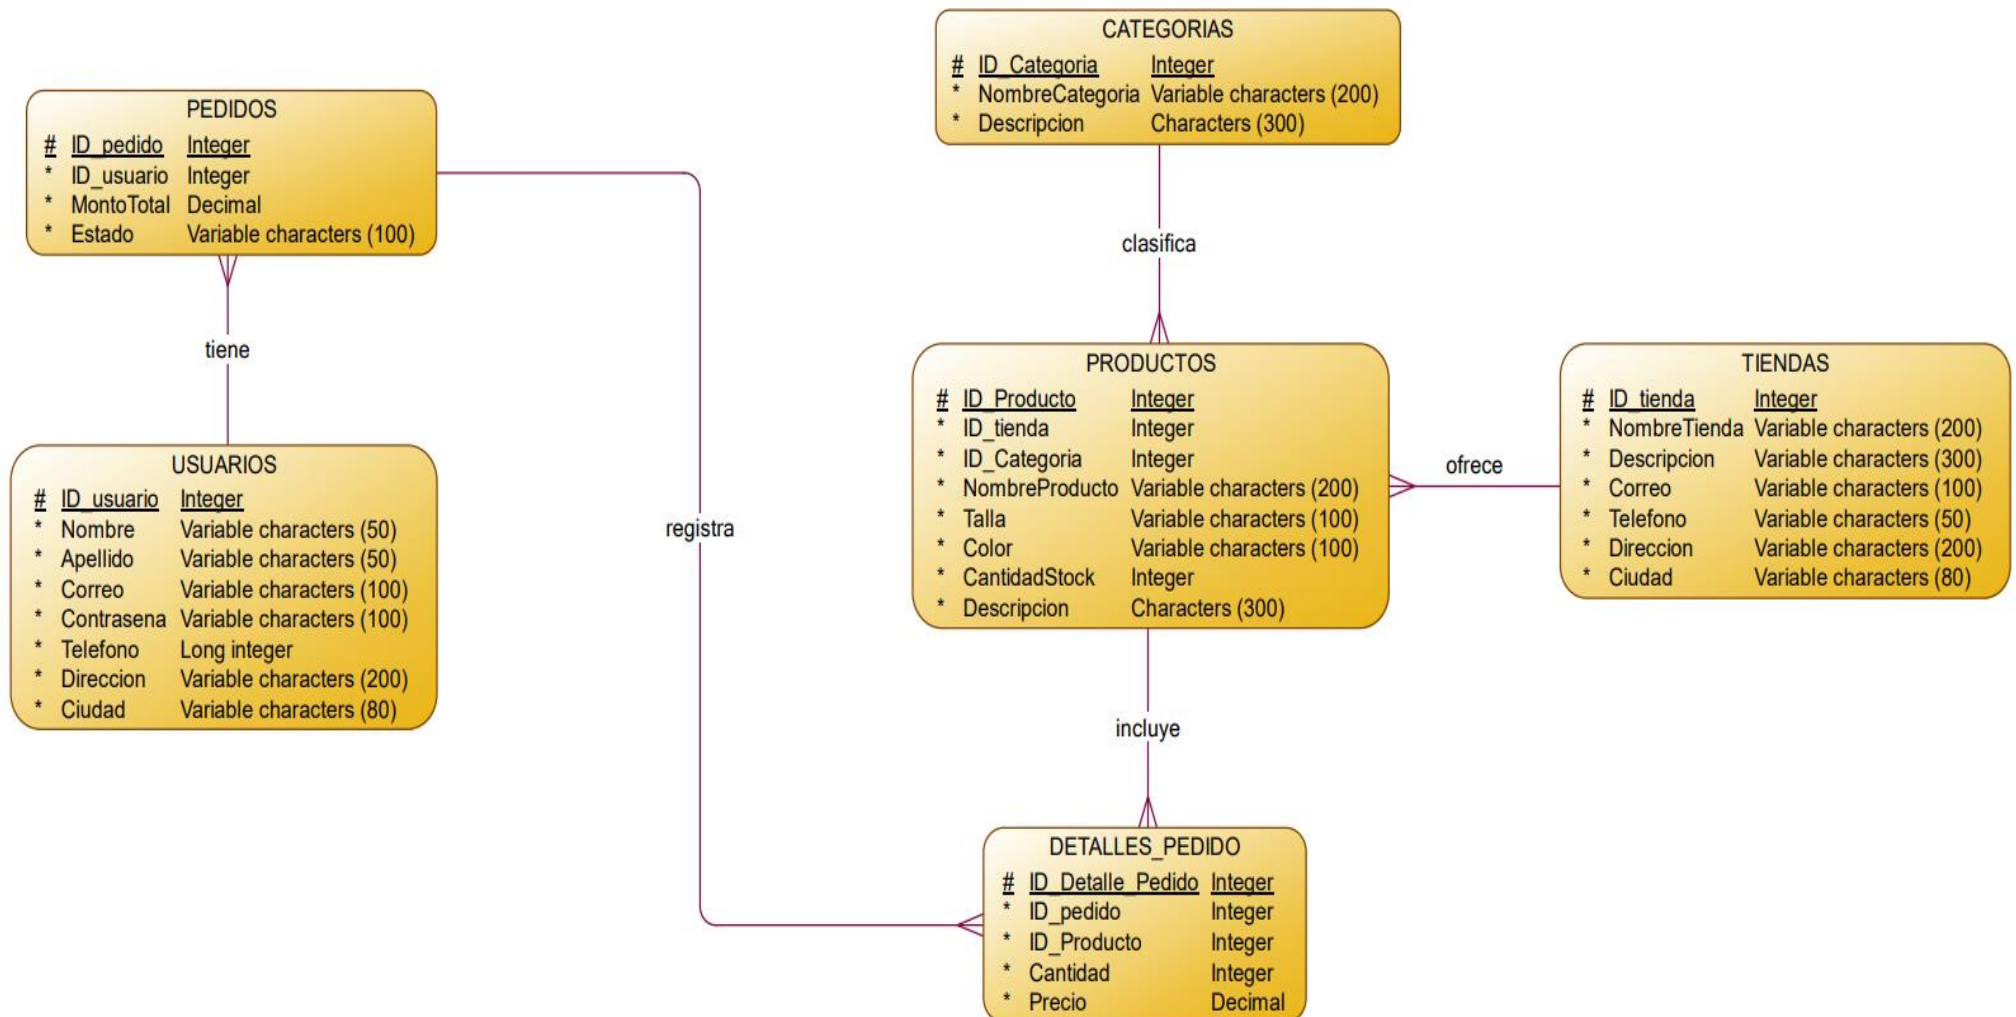 CATEGORIAS
# ID_Categoria Integer
* NombreCategoria Variable characters (200)
* Descripcion Characters (300)
PEDIDOS
# ID_pedido Integer
* ID_usuario Integer
* MontoTotal Decimal
* Estado Variable characters (100)
clasifica
tiene
PRODUCTOS
# ID_Producto Integer
* ID_tienda Integer
* ID_Categoria Integer
* NombreProducto Variable characters (200)
* Talla Variable characters (100)
* Color Variable characters (100)
* CantidadStock Integer
* Descripcion Characters (300)
ofrece
TIENDAS
# ID_tienda Integer
* NombreTienda Variable characters (200)
* Descripcion Variable characters (300)
* Correo Variable characters (100)
* Telefono Variable characters (50)
* Direccion Variable characters (200)
* Ciudad Variable characters (80)
USUARIOS
# ID_usuario Integer
* Nombre Variable characters (50)
* Apellido Variable characters (50)
* Correo Variable characters (100)
* Contrasena Variable characters (100)
* Telefono Long integer
* Direccion Variable characters (200)
* Ciudad Variable characters (80)
registra
incluye
DETALLES_PEDIDO
# ID_Detalle_Pedido Integer
* ID_pedido Integer
* ID_Producto Integer
* Cantidad Integer
* Precio Decimal